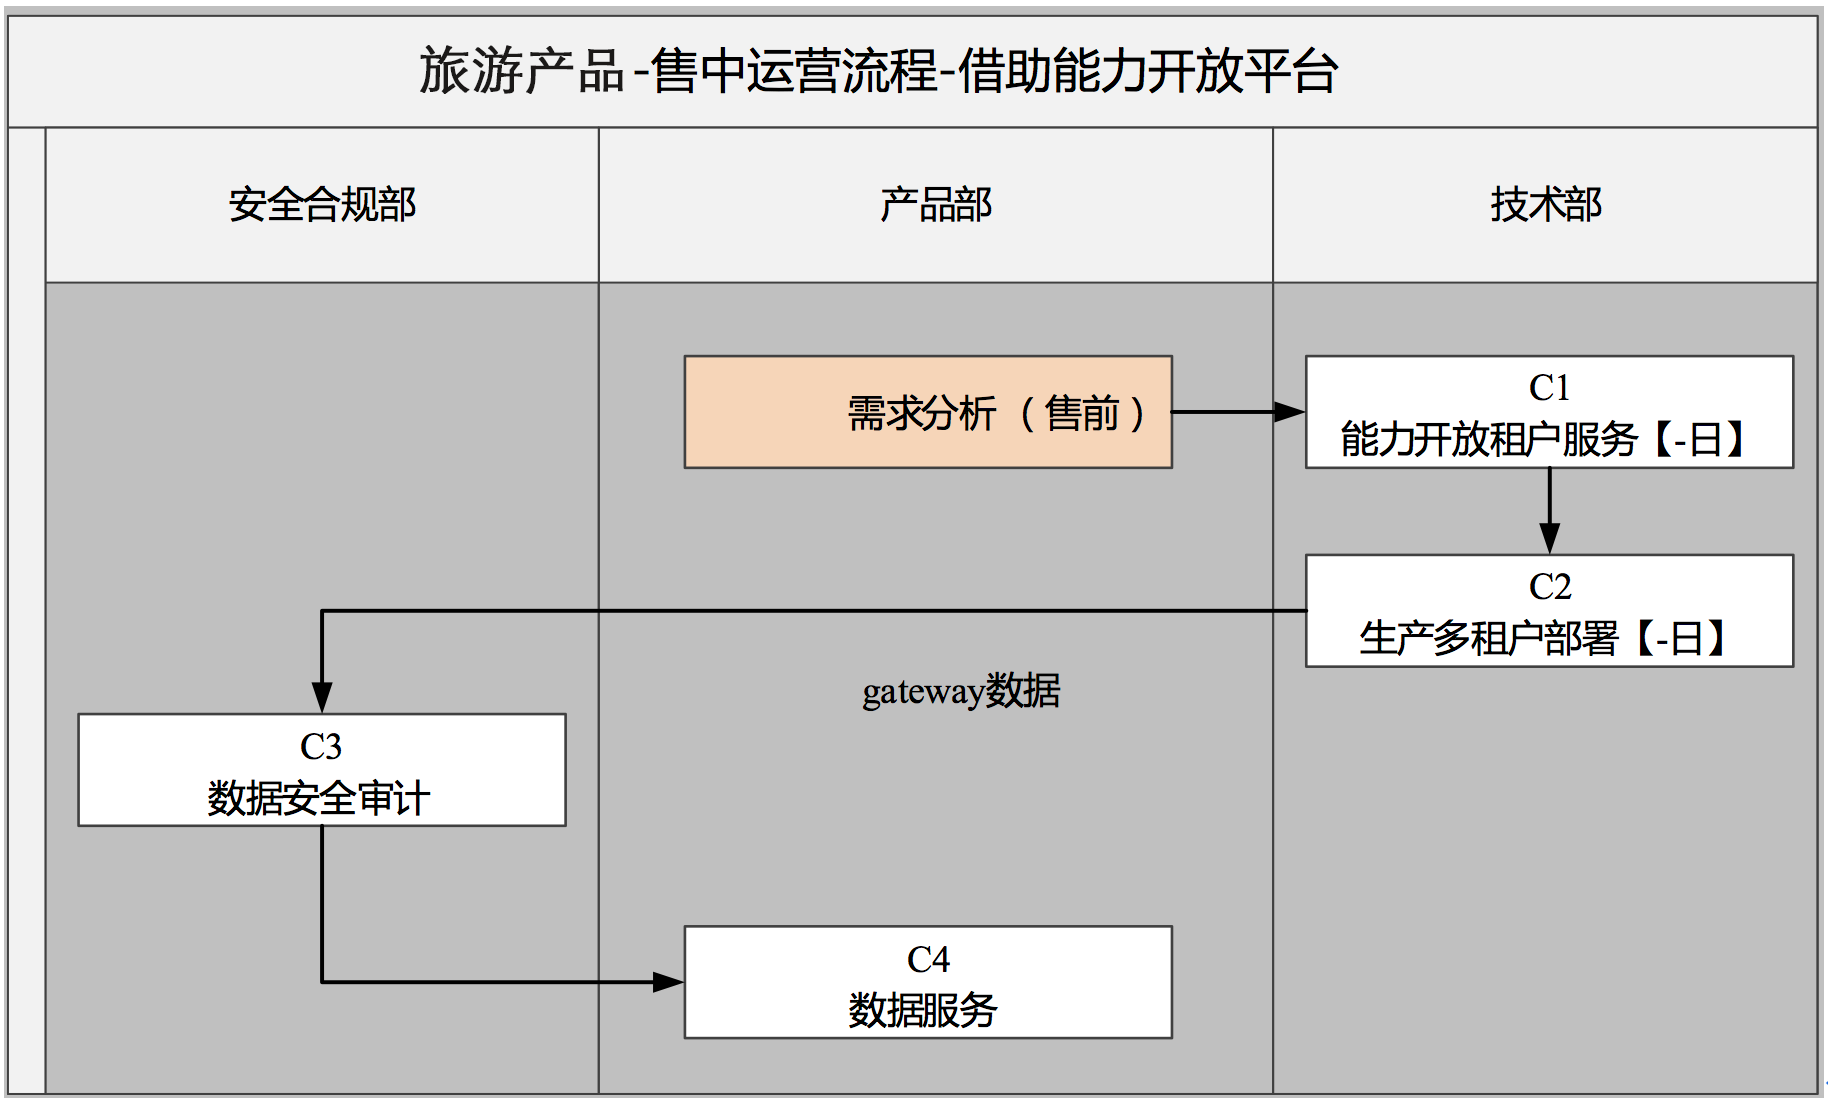 旅游产品-售中运营流程-借助能力开放平台
安全合规部
产品部
技术部
需求分析（售前）
C1
能力开放租户服务【-日】
C2
生产多租户部署【-日】
gateway数据
C3
数据安全审计
C4
数据服务